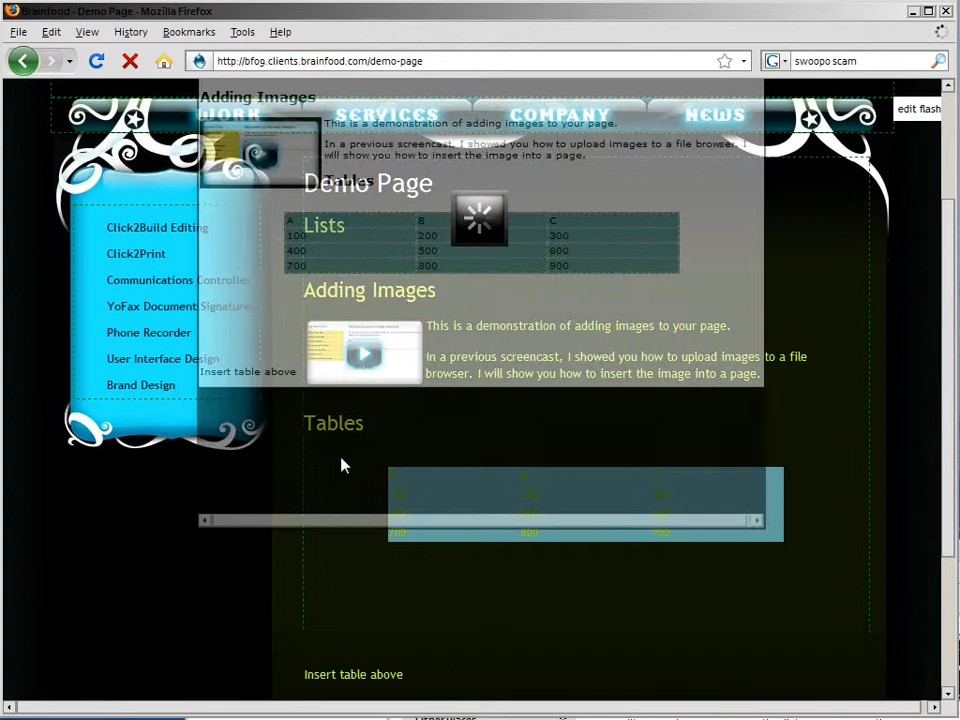 Brainfood - Demo Page - Mozilla Firefox
File Edit View History Bookmarks Tools Help
http://bfog.clients.brainfood.com/demo-page
swoopo scam
WORK SERVICES COMPANY NEWS
edit flash
Adding Images
This is a demonstration of adding images to your page.
In a previous screencast, I showed you how to upload images to a file browser. I
will show you how to insert the image into a page.
Tables
A B C
100 200 300
400 500 600
700 800 900
Insert table above
Click2Build Editing
Click2Print
Communications Controller
YoFax Document Signature
Phone Recorder
User Interface Design
Brand Design
Demo Page
Lists
Adding Images
This is a demonstration of adding images to your page.
In a previous screencast, I showed you how to upload images to a file
browser. I will show you how to insert the image into a page.
Tables
700 800 900
Insert table above